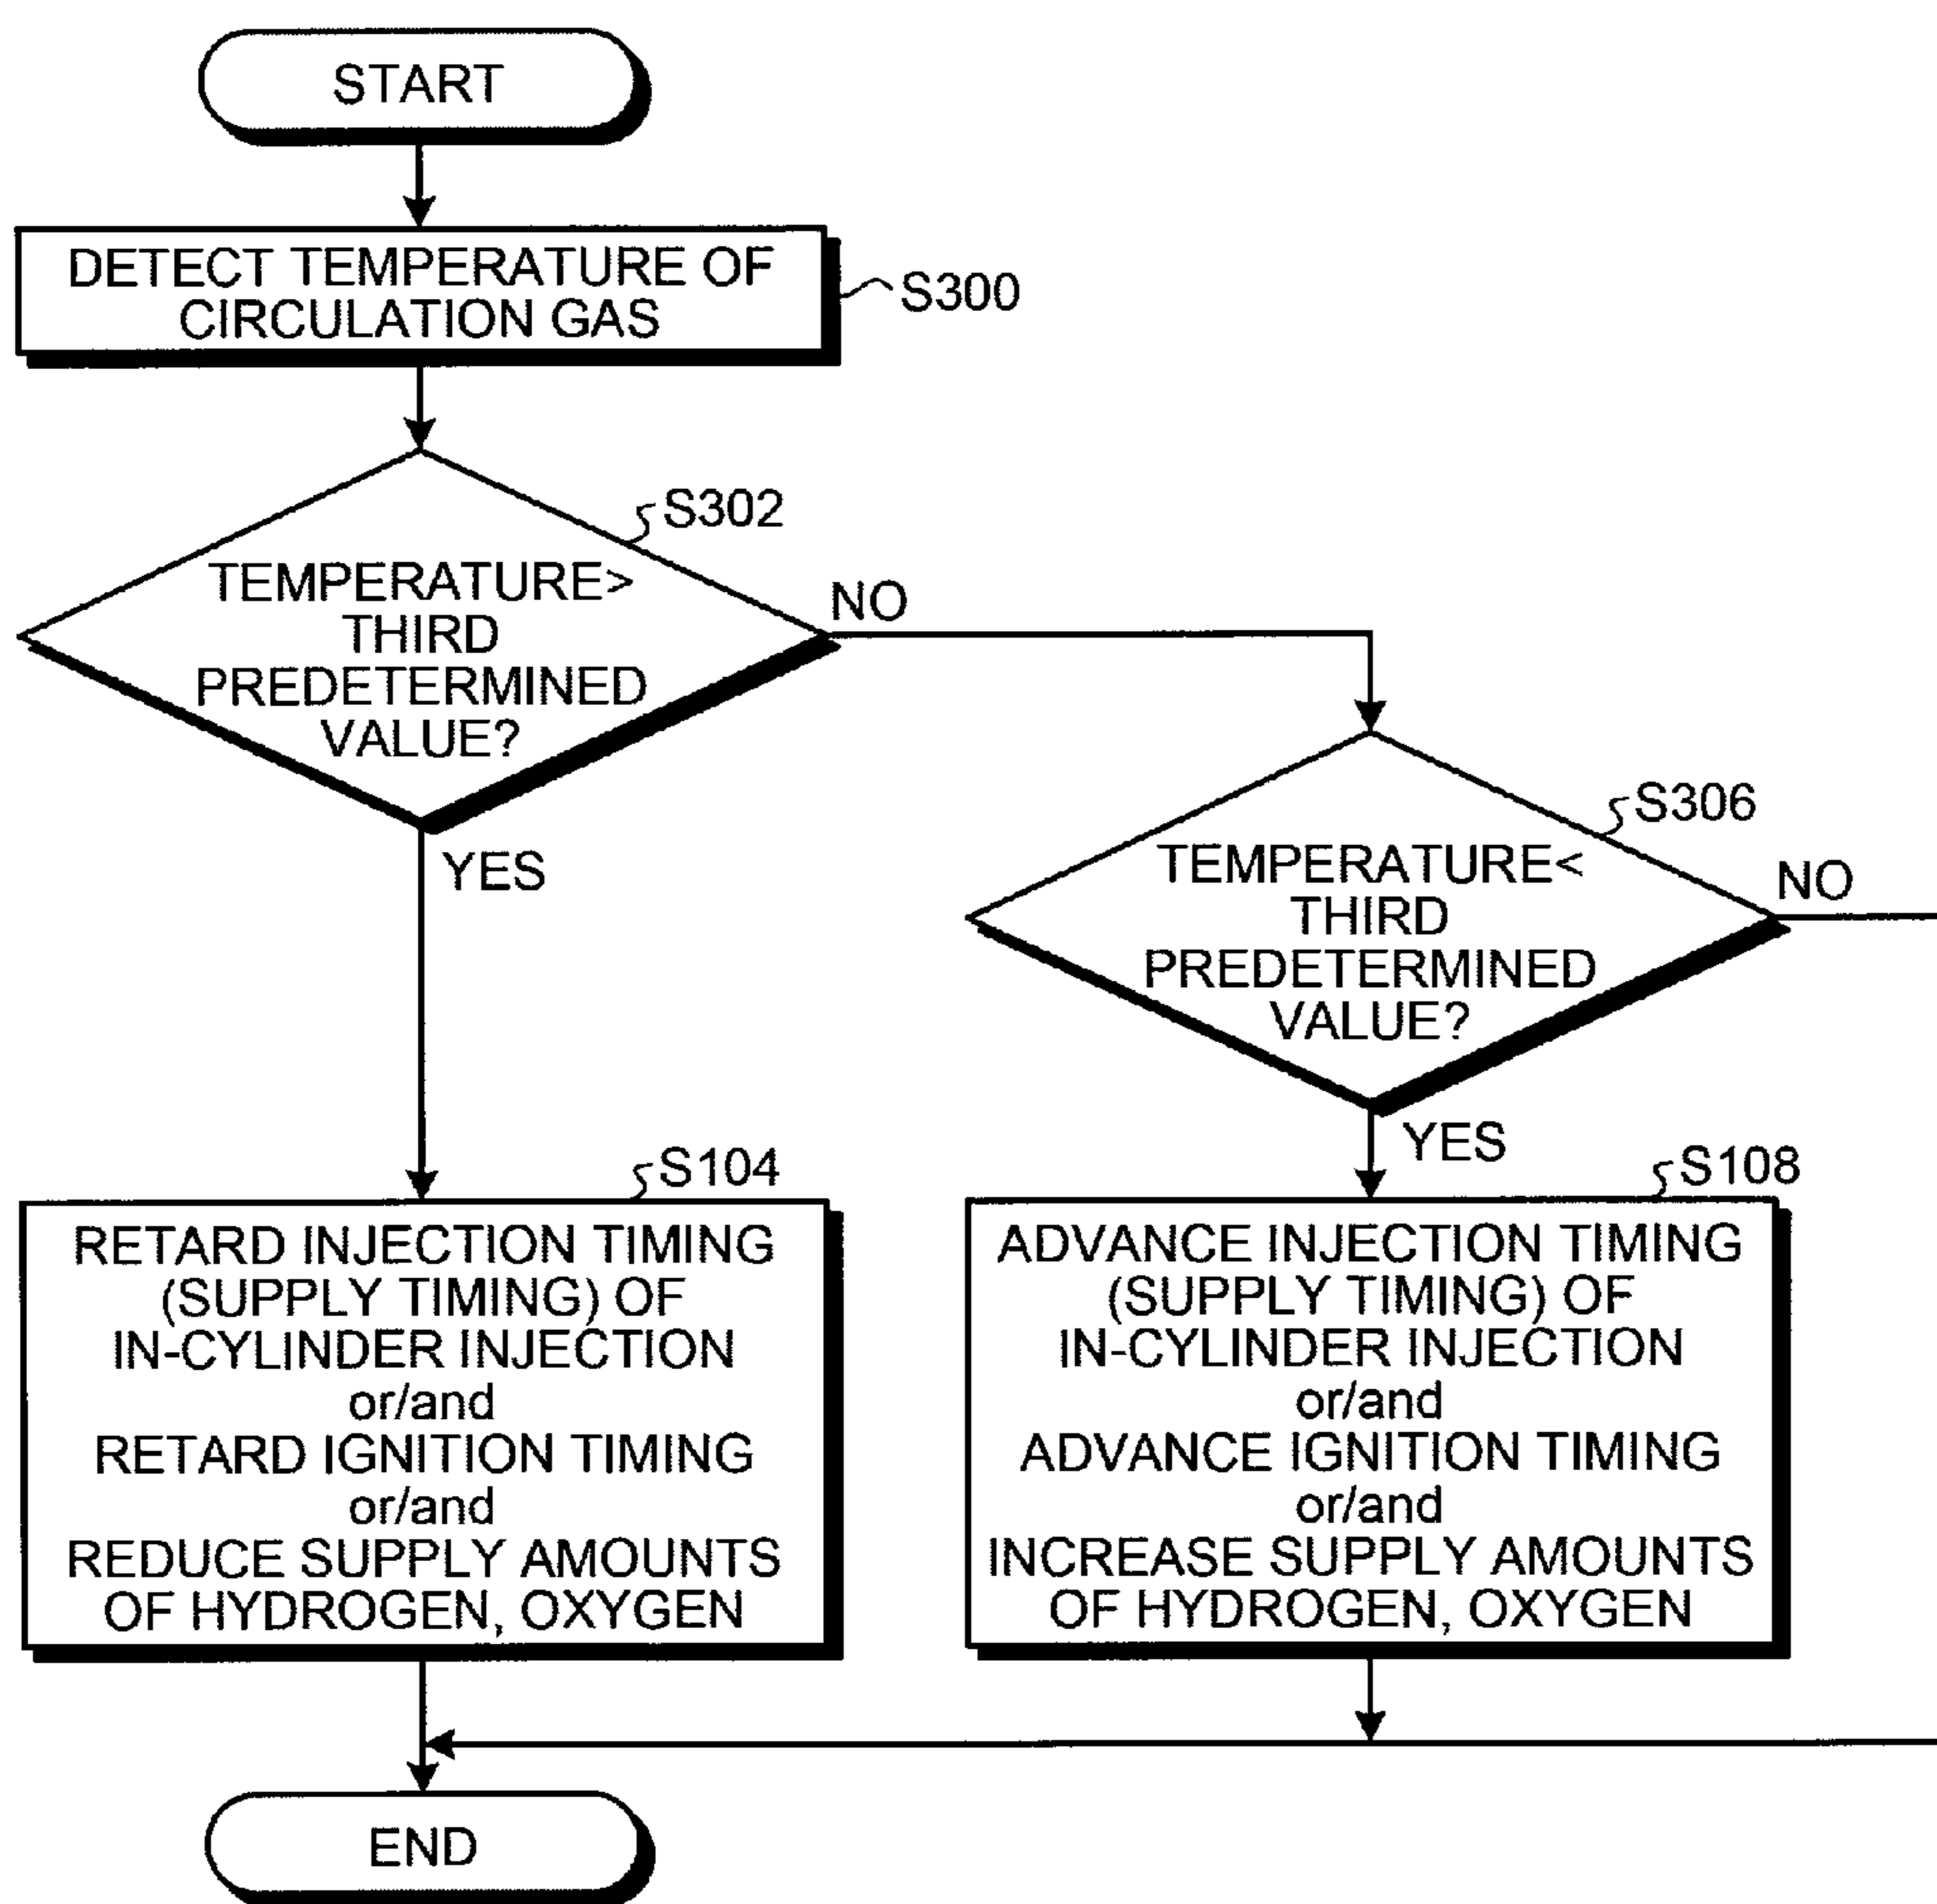 START
DETECT TEMPERATURE OF
CIRCULATION GAS
S300
S302
TEMPERATURE>
THIRD
PREDETERMINED
VALUE?
NO
YES
S306
TEMPERATURE<
THIRD
PREDETERMINED
VALUE?
NO
YES
S104
RETARD INJECTION TIMING
(SUPPLY TIMING) OF
IN-CYLINDER INJECTION
or/and
RETARD IGNITION TIMING
or/and
REDUCE SUPPLY AMOUNTS
OF HYDROGEN, OXYGEN
S108
ADVANCE INJECTION TIMING
(SUPPLY TIMING) OF
IN-CYLINDER INJECTION
or/and
ADVANCE IGNITION TIMING
or/and
INCREASE SUPPLY AMOUNTS
OF HYDROGEN, OXYGEN
END